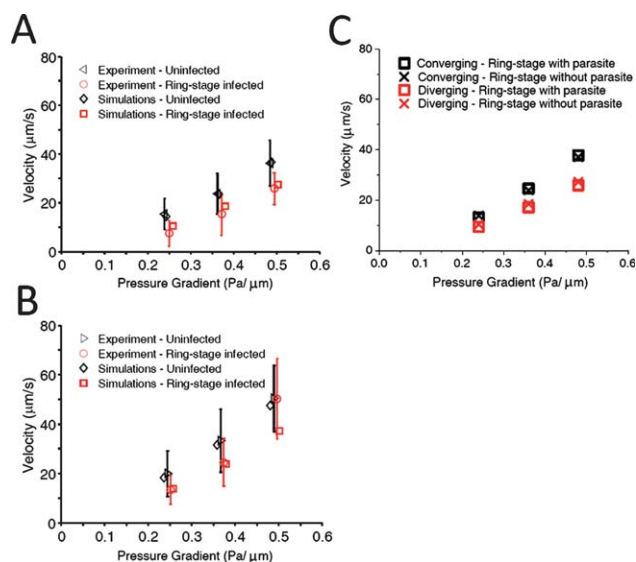 A
80
60
40
20
0
Velocity (μm/s)
Experiment - Uninfected
Experiment - Ring-stage infected
Simulations - Uninfected
Simulations - Ring-stage infected
0 0.1 0.2 0.3 0.4 0.5 0.6
Pressure Gradient (Pa/ μm)
C
80
60
40
20
0
Velocity (μm/s)
Converging - Ring-stage with parasite
Converging - Ring-stage without parasite
Diverging - Ring-stage with parasite
Diverging - Ring-stage without parasite
0.0 0.1 0.2 0.3 0.4 0.5 0.6
Pressure Gradient (Pa/ μm)
B
80
60
40
20
0
Velocity (μm/s)
Experiment - Uninfected
Experiment - Ring-stage infected
Simulations - Uninfected
Simulations - Ring-stage infected
0 0.1 0.2 0.3 0.4 0.5 0.6
Pressure Gradient (Pa/ μm)